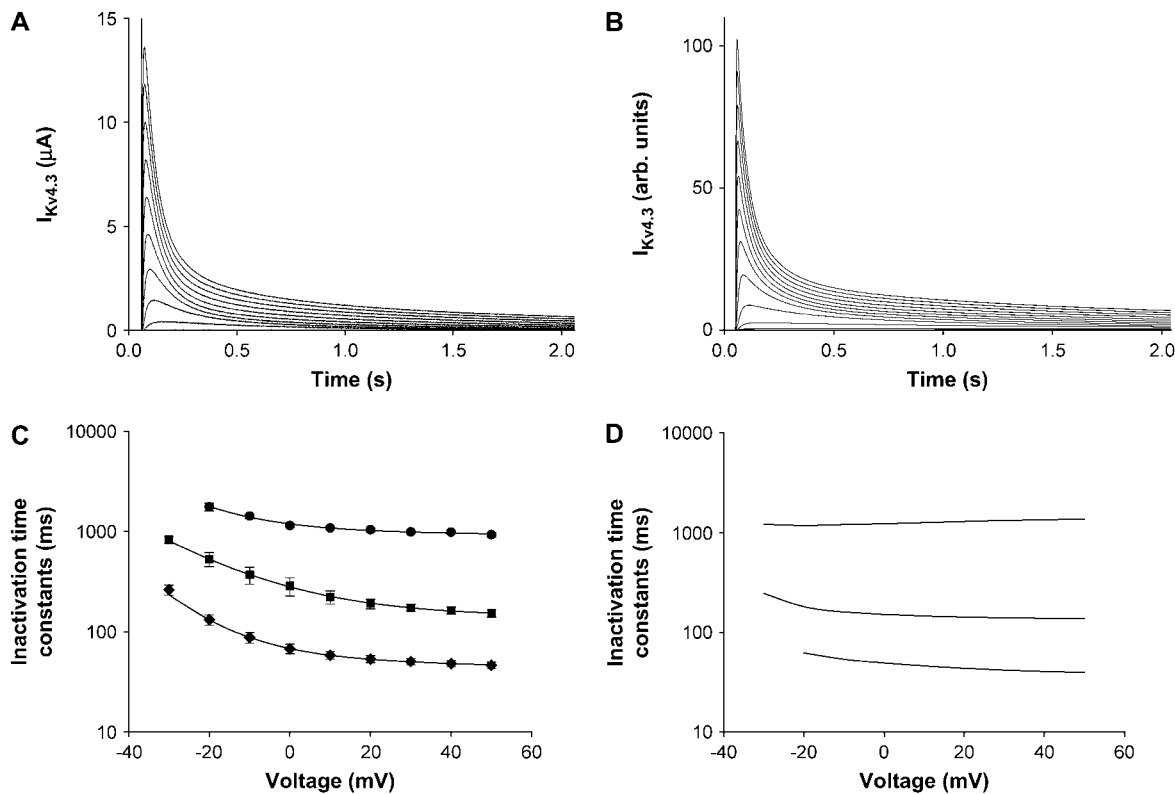 A
15
10
5
0
I_Kv4.3 (µA)
0.0 0.5 1.0 1.5 2.0
Time (s)
B
100
50
0
I_Kv4.3 (arb. units)
0.0 0.5 1.0 1.5 2.0
Time (s)
C
10000
1000
100
10
Inactivation time
constants (ms)
-40 -20 0 20 40 60
Voltage (mV)
D
10000
1000
100
10
Inactivation time
constants (ms)
-40 -20 0 20 40 60
Voltage (mV)